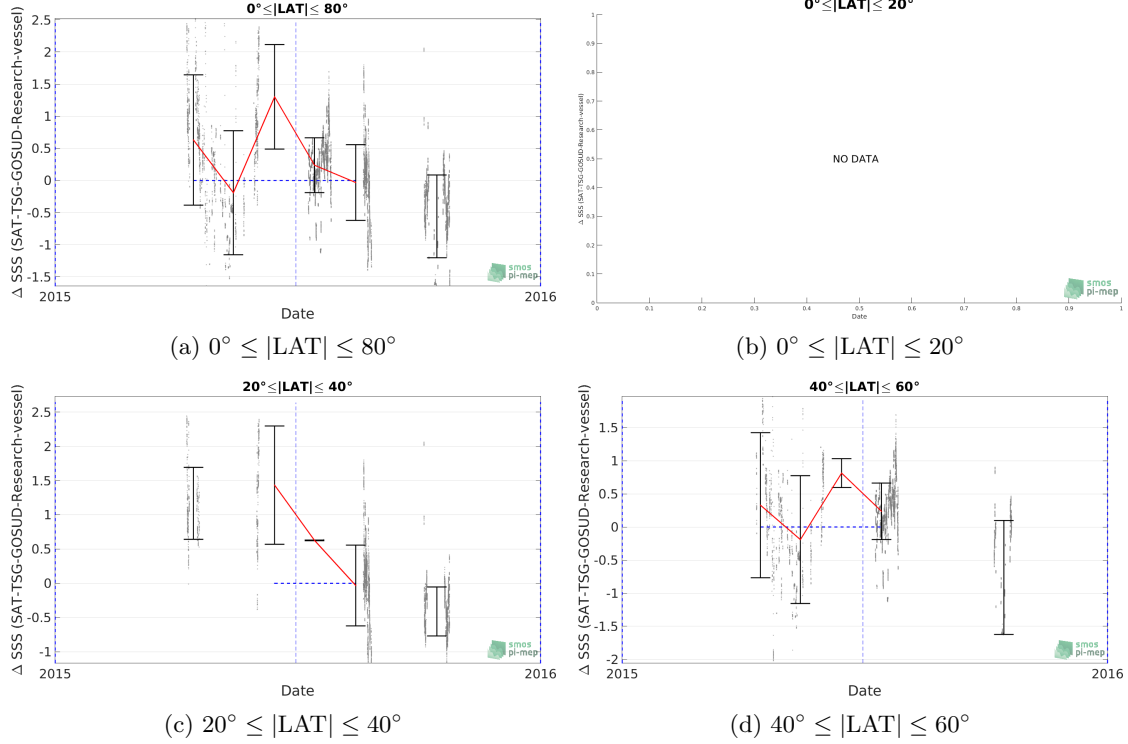 0°≤|LAT|≤ 80°
Δ SSS (SAT-TSG-GOSUD-Research-vessel)
2.5
2
1.5
1
0.5
0
-0.5
-1
-1.5
2015
2016
Date
smos
pi-mep
(a) 0° ≤ |LAT| ≤ 80°
0°≤|LAT|≤ 20°
Δ SSS (SAT-TSG-GOSUD-Research-vessel)
1
0.9
0.8
0.7
0.6
0.5
0.4
0.3
0.2
0.1
0
NO DATA
0
0.1
0.2
0.3
0.4
0.5
0.6
0.7
0.8
0.9
1
Date
smos
pi-mep
(b) 0° ≤ |LAT| ≤ 20°
20°≤|LAT|≤ 40°
Δ SSS (SAT-TSG-GOSUD-Research-vessel)
2.5
2
1.5
1
0.5
0
-0.5
-1
2015
2016
Date
smos
pi-mep
(c) 20° ≤ |LAT| ≤ 40°
40°≤|LAT|≤ 60°
Δ SSS (SAT-TSG-GOSUD-Research-vessel)
1.5
1
0.5
0
-0.5
-1
-1.5
-2
2015
2016
Date
smos
pi-mep
(d) 40° ≤ |LAT| ≤ 60°